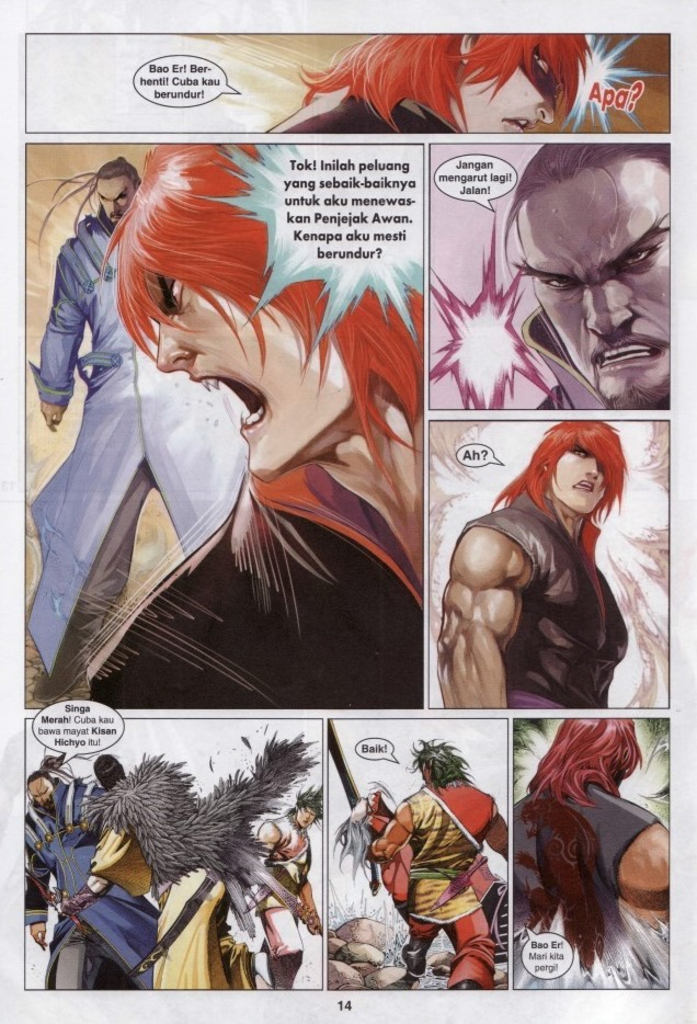 Bao Er! Ber-
henti! Cuba kau
berundur!
Apa?
Tok! Inilah peluang
yang sebaik-baiknya
untuk aku menewas-
kan Penjejak Awan.
Kenapa aku mesti
berundur?
Jangan
mengarut lagi!
Jalan!
Ah?
Singa
Merah! Cuba kau
bawa mayat Kisan
Hichyo itu!
Baik!
Bao Er!
Mari kita
pergi!
14